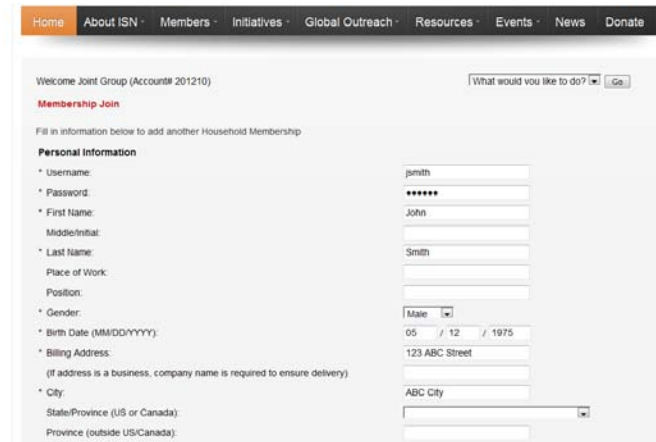 Home About ISN Members Initiatives Global Outreach Resources Events News Donate
Welcome Joint Group (Account# 201210) What would you like to do? Go
Membership Join
Fill in information below to add another Household Membership
Personal Information
* Username: jsmith
* Password: ••••••
* First Name: John
Middle/Initial:
* Last Name: Smith
Place of Work:
Position:
* Gender: Male
* Birth Date (MM/DD/YYYY): 05 / 12 / 1975
* Billing Address: 123 ABC Street
(If address is a business, company name is required to ensure delivery)
* City: ABC City
State/Province (US or Canada):
Province (outside US/Canada):